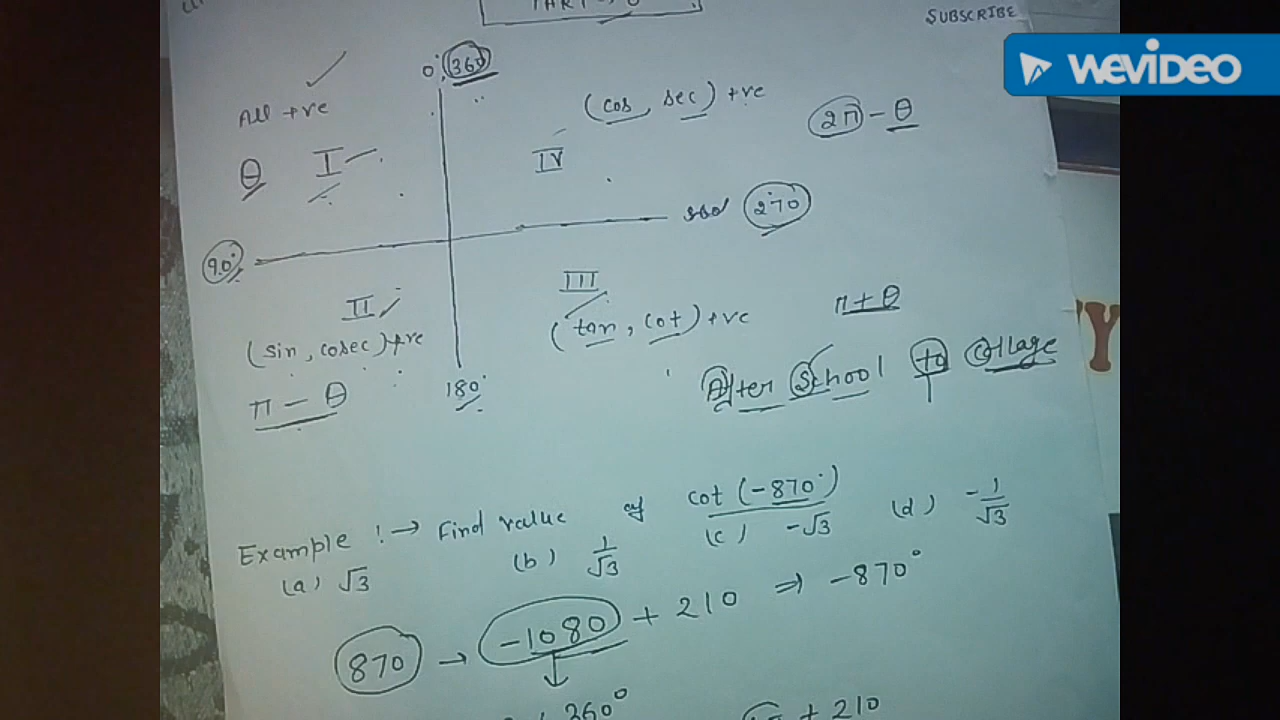 SUBSCRIBE
WEVIDEO
0° 360
All +ve
(cos, sec) +ve
2π - θ
θ I
IV
270
90°
III
II
π + θ
(tan, cot) +ve
(sin, cosec) +ve
After School to Collage
π - θ
180°
Example :→ Find value of cot (-870°)
(a) √3 (b) 1/√3 (c) -√3 (d) -1/√3
870 → -1080 + 210 ⇒ -870°
360°
+ 210